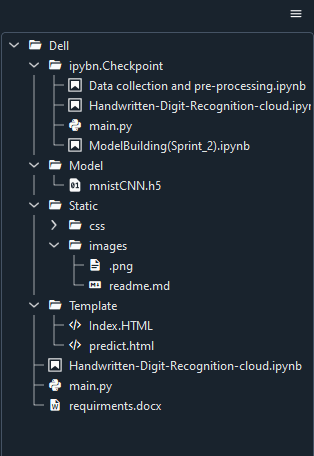 Dell
ipybn.Checkpoint
Data collection and pre-processing.ipynb
Handwritten-Digit-Recognition-cloud.ipyn
main.py
ModelBuilding(Sprint_2).ipynb
Model
mnistCNN.h5
Static
css
images
.png
readme.md
Template
Index.HTML
predict.html
Handwritten-Digit-Recognition-cloud.ipynb
main.py
requirments.docx